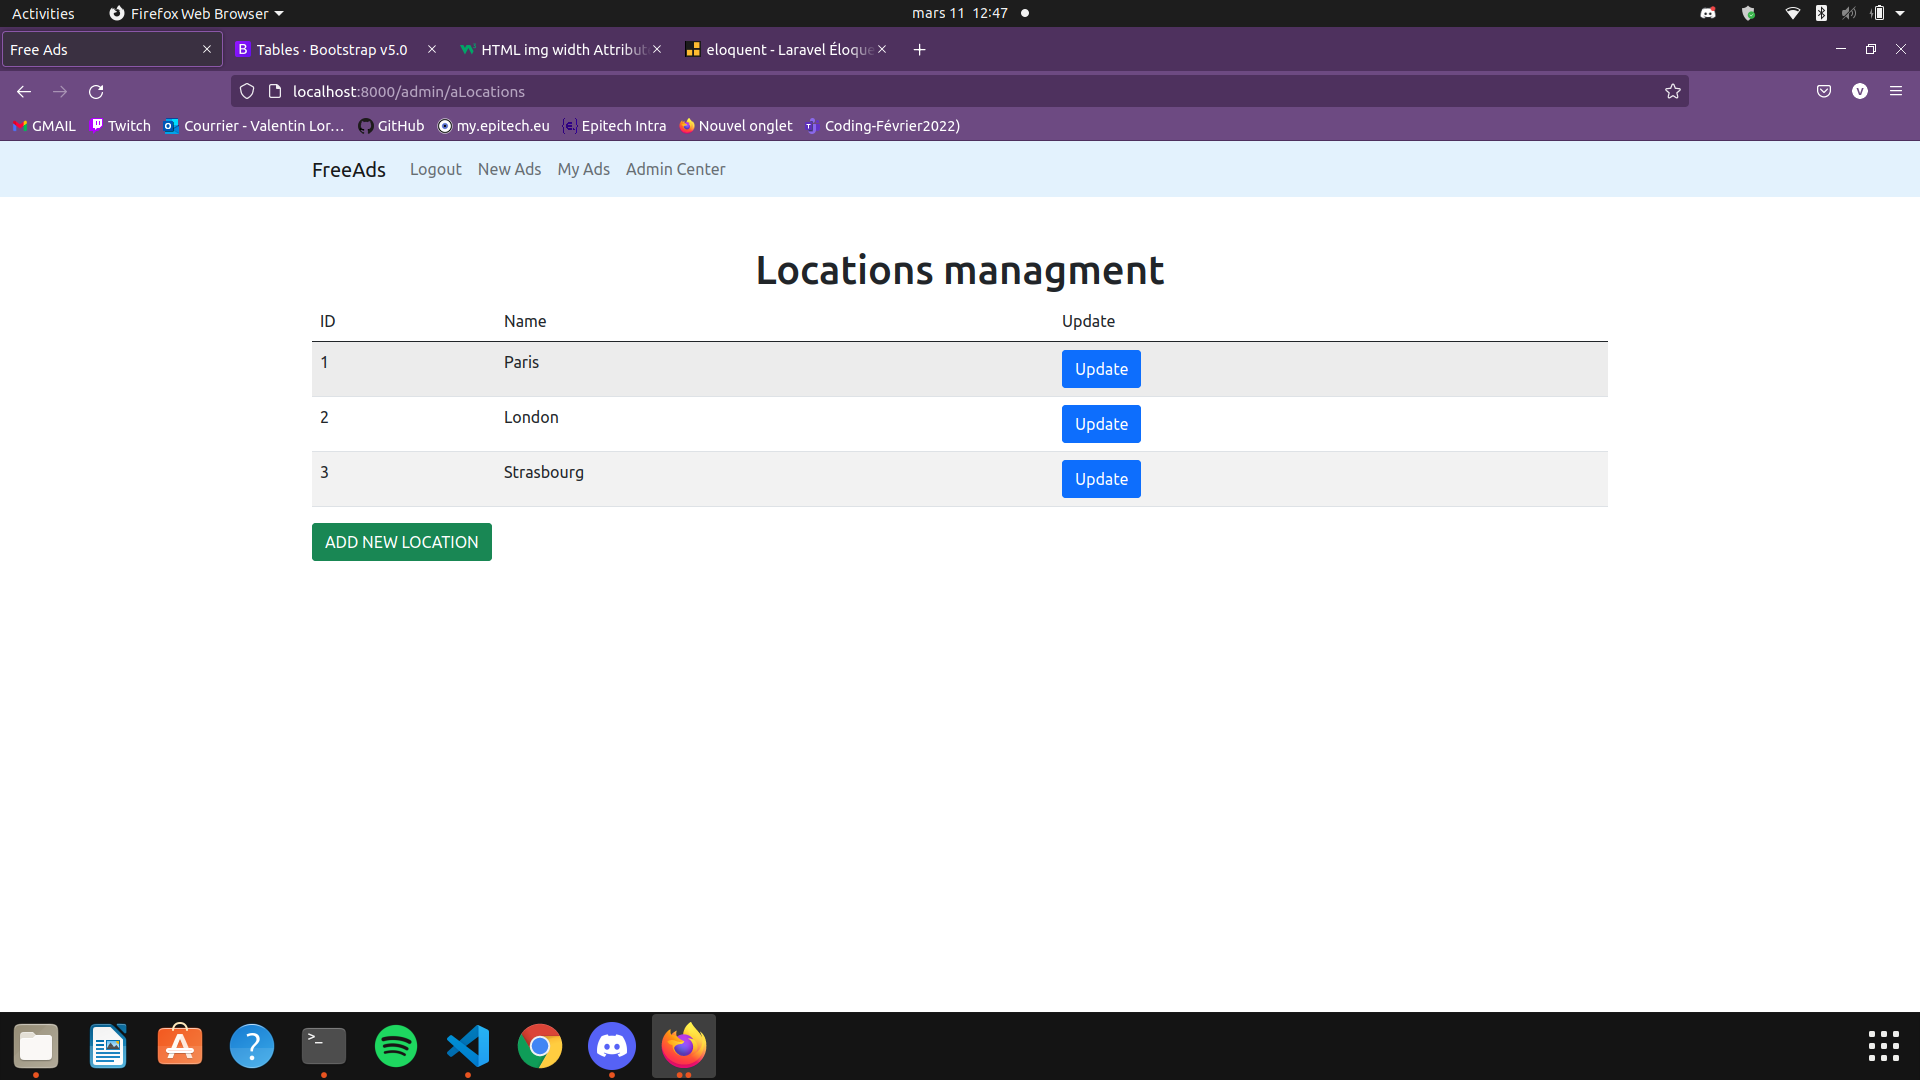 Activities Firefox Web Browser mars 11 12:47
Free Ads Tables · Bootstrap v5.0 HTML img width Attribut eloquent - Laravel Éloque
localhost:8000/admin/aLocations V
GMAIL Twitch Courrier - Valentin Lor… GitHub my.epitech.eu Epitech Intra Nouvel onglet Coding-Février2022)
FreeAds Logout New Ads My Ads Admin Center
Locations managment
ID Name Update
1 Paris Update
2 London Update
3 Strasbourg Update
ADD NEW LOCATION